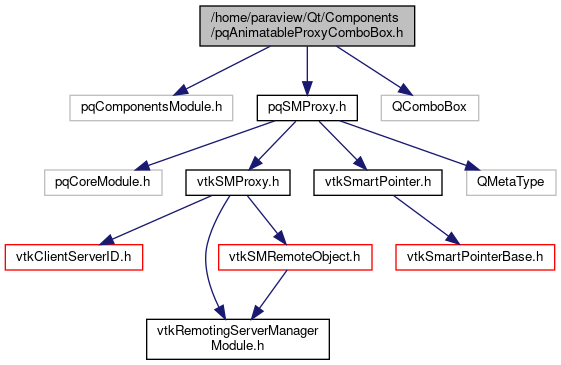 /home/paraview/Qt/Components
/pqAnimatableProxyComboBox.h
pqComponentsModule.h
pqSMProxy.h
QComboBox
pqCoreModule.h
vtkSMProxy.h
vtkSmartPointer.h
QMetaType
vtkClientServerID.h
vtkSMRemoteObject.h
vtkSmartPointerBase.h
vtkRemotingServerManager
Module.h